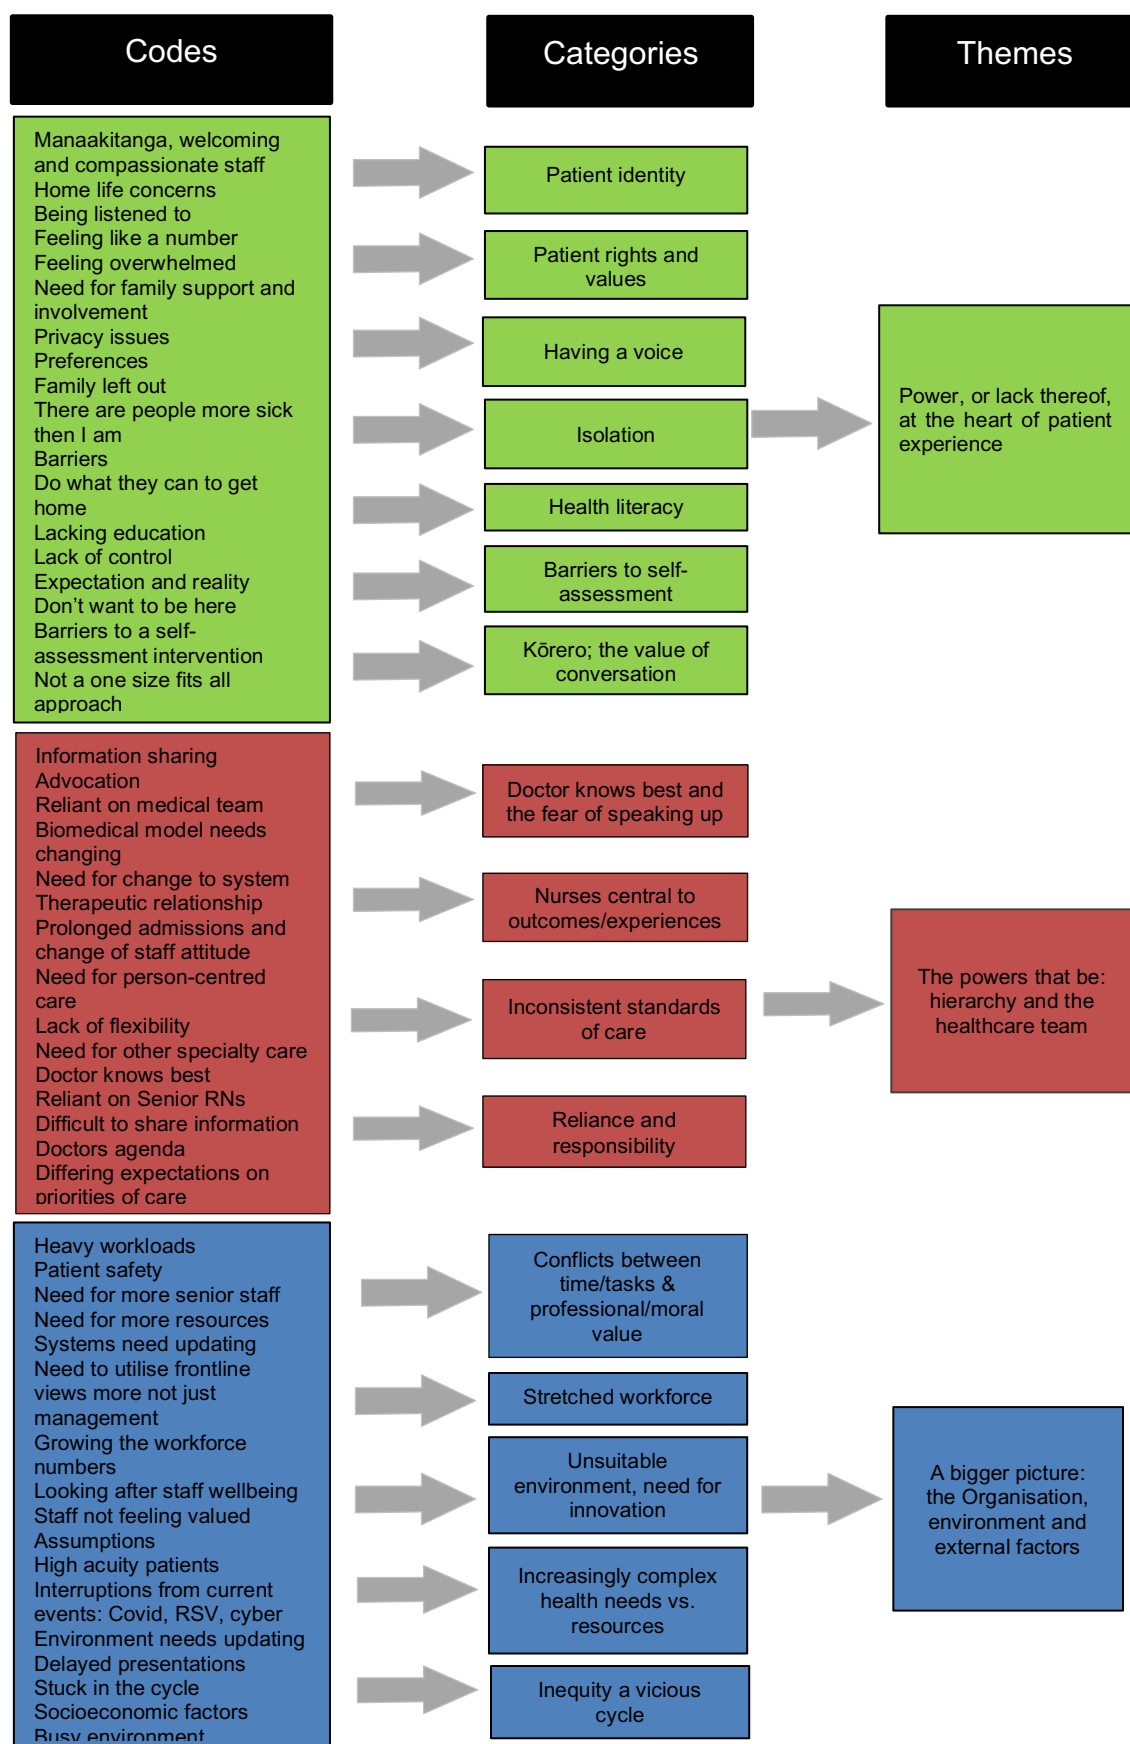 Codes
Categories
Themes
Manaakitanga, welcoming
and compassionate staff
Home life concerns
Being listened to
Feeling like a number
Feeling overwhelmed
Need for family support and
involvement
Privacy issues
Preferences
Family left out
There are people more sick
then I am
Barriers
Do what they can to get
home
Lacking education
Lack of control
Expectation and reality
Don't want to be here
Barriers to a self-
assessment intervention
Not a one size fits all
approach
Patient identity
Patient rights and
values
Having a voice
Isolation
Health literacy
Barriers to self-
assessment
Kōrero; the value of
conversation
Power, or lack thereof,
at the heart of patient
experience
Information sharing
Advocation
Reliant on medical team
Biomedical model needs
changing
Need for change to system
Therapeutic relationship
Prolonged admissions and
change of staff attitude
Need for person-centred
care
Lack of flexibility
Need for other specialty care
Doctor knows best
Reliant on Senior RNs
Difficult to share information
Doctors agenda
Differing expectations on
priorities of care
Doctor knows best and
the fear of speaking up
Nurses central to
outcomes/experiences
Inconsistent standards
of care
Reliance and
responsibility
The powers that be:
hierarchy and the
healthcare team
Heavy workloads
Patient safety
Need for more senior staff
Need for more resources
Systems need updating
Need to utilise frontline
views more not just
management
Growing the workforce
numbers
Looking after staff wellbeing
Staff not feeling valued
Assumptions
High acuity patients
Interruptions from current
events: Covid, RSV, cyber
Environment needs updating
Delayed presentations
Stuck in the cycle
Socioeconomic factors
Busy environment
Conflicts between
time/tasks &
professional/moral
value
Stretched workforce
Unsuitable
environment, need for
innovation
Increasingly complex
health needs vs.
resources
Inequity a vicious
cycle
A bigger picture:
the Organisation,
environment and
external factors